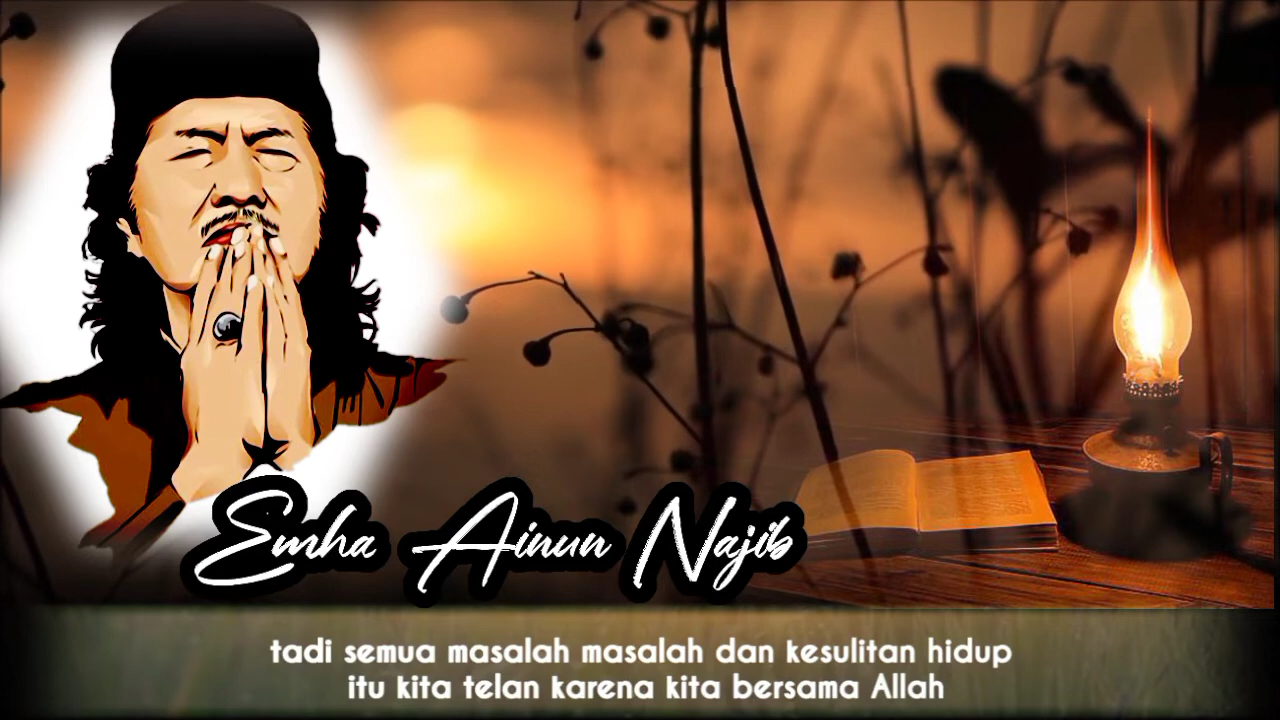 Emha Ainun Najib
tadi semua masalah masalah dan kesulitan hidup
itu kita telan karena kita bersama Allah